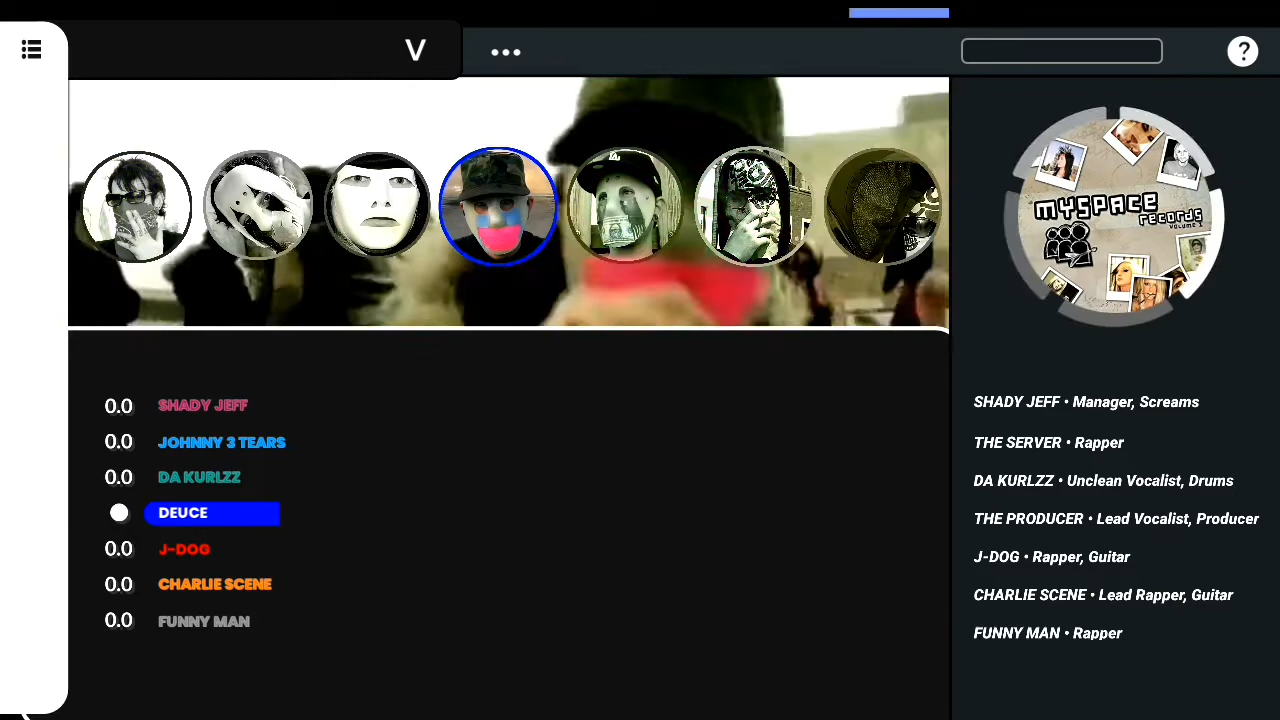 V
•••
?
MYSPACE
RECORDS
VOLUME 1
0.0 SHADY JEFF
0.0 JOHNNY 3 TEARS
0.0 DA KURLZZ
DEUCE
0.0 J-DOG
0.0 CHARLIE SCENE
0.0 FUNNY MAN
SHADY JEFF • Manager, Screams
THE SERVER • Rapper
DA KURLZZ • Unclean Vocalist, Drums
THE PRODUCER • Lead Vocalist, Producer
J-DOG • Rapper, Guitar
CHARLIE SCENE • Lead Rapper, Guitar
FUNNY MAN • Rapper